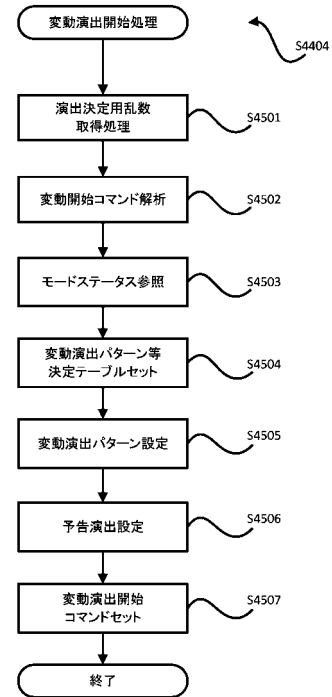 変動演出開始処理
S4404
演出決定用乱数
取得処理
S4501
変動開始コマンド解析
S4502
モードステータス参照
S4503
変動演出パターン等
決定テーブルセット
S4504
変動演出パターン設定
S4505
予告演出設定
S4506
変動演出開始
コマンドセット
S4507
終了